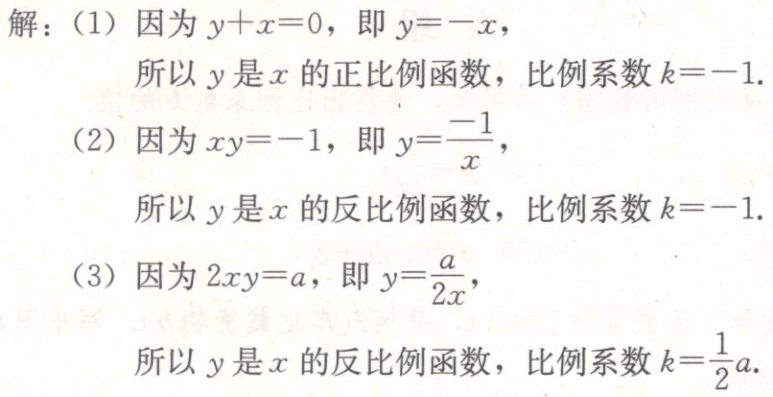 解：（1）因为 y+x=0，即 y=-x，
所以 y 是 x 的正比例函数，比例系数 k=-1.
（2）因为 xy=-1，即 y=\frac{-1}{x}，
所以 y 是 x 的反比例函数，比例系数 k=-1.
（3）因为 2xy=a，即 y=\frac{a}{2x}，
所以 y 是 x 的反比例函数，比例系数 k=\frac{1}{2}a.